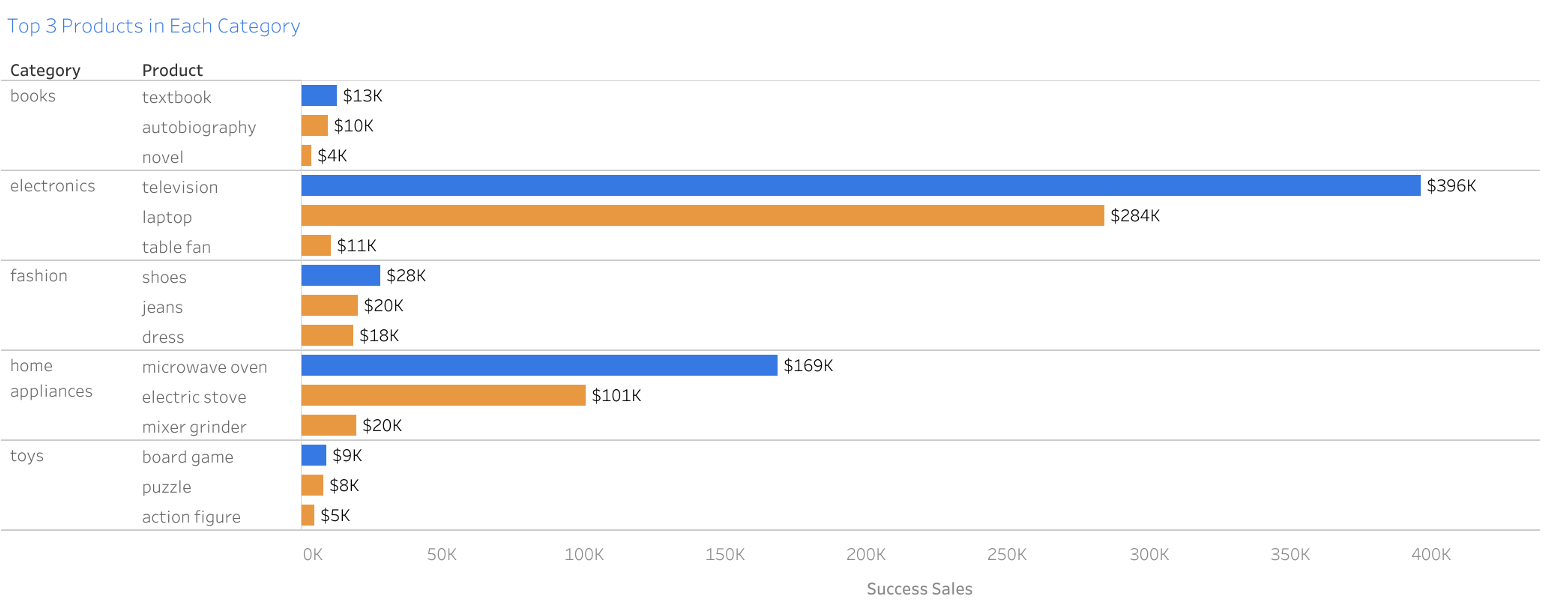 Top 3 Products in Each Category
Category Product
books textbook $13K
autobiography $10K
novel $4K
electronics television $396K
laptop $284K
table fan $11K
fashion shoes $28K
jeans $20K
dress $18K
home appliances microwave oven $169K
electric stove $101K
mixer grinder $20K
toys board game $9K
puzzle $8K
action figure $5K
0K 50K 100K 150K 200K 250K 300K 350K 400K
Success Sales